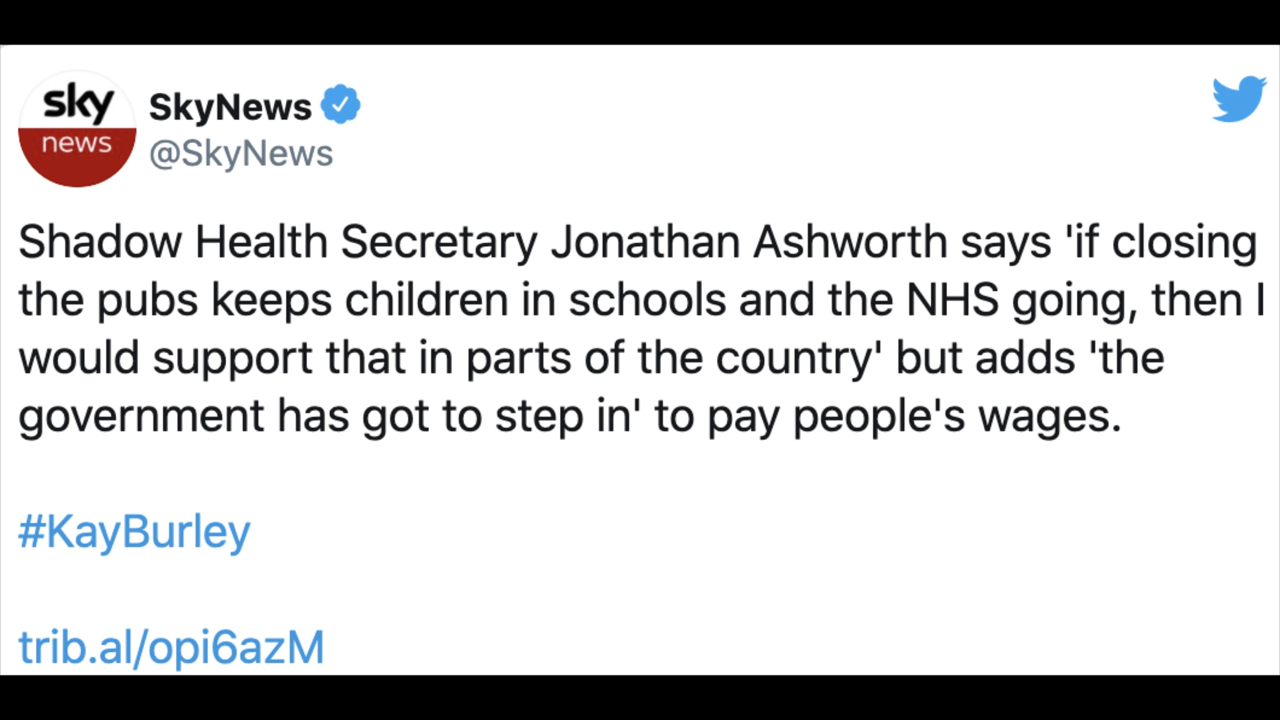 sky
news
SkyNews
@SkyNews
Shadow Health Secretary Jonathan Ashworth says 'if closing
the pubs keeps children in schools and the NHS going, then I
would support that in parts of the country' but adds 'the
government has got to step in' to pay people's wages.
#KayBurley
trib.al/opi6azM